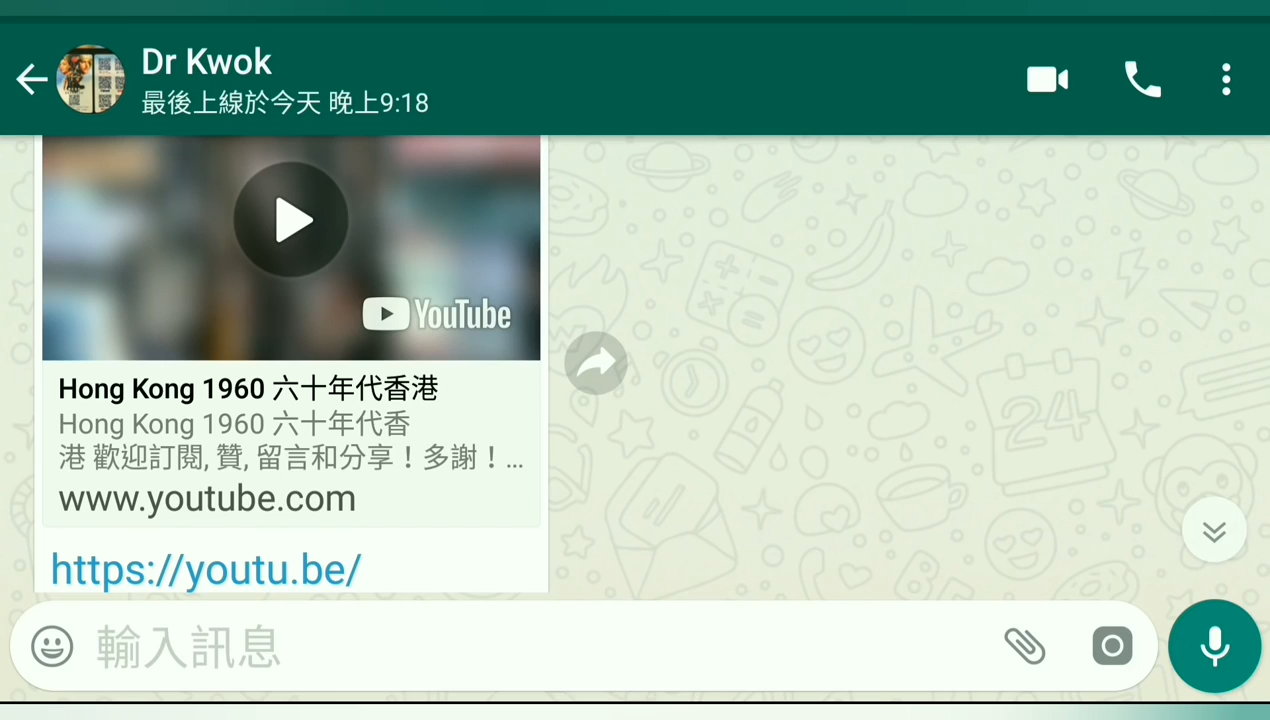 Dr Kwok
最後上線於今天 晚上9:18
YouTube
Hong Kong 1960 六十年代香港
Hong Kong 1960 六十年代香
港 歡迎訂閱, 贊, 留言和分享！多謝！...
www.youtube.com
https://youtu.be/
24
輸入訊息